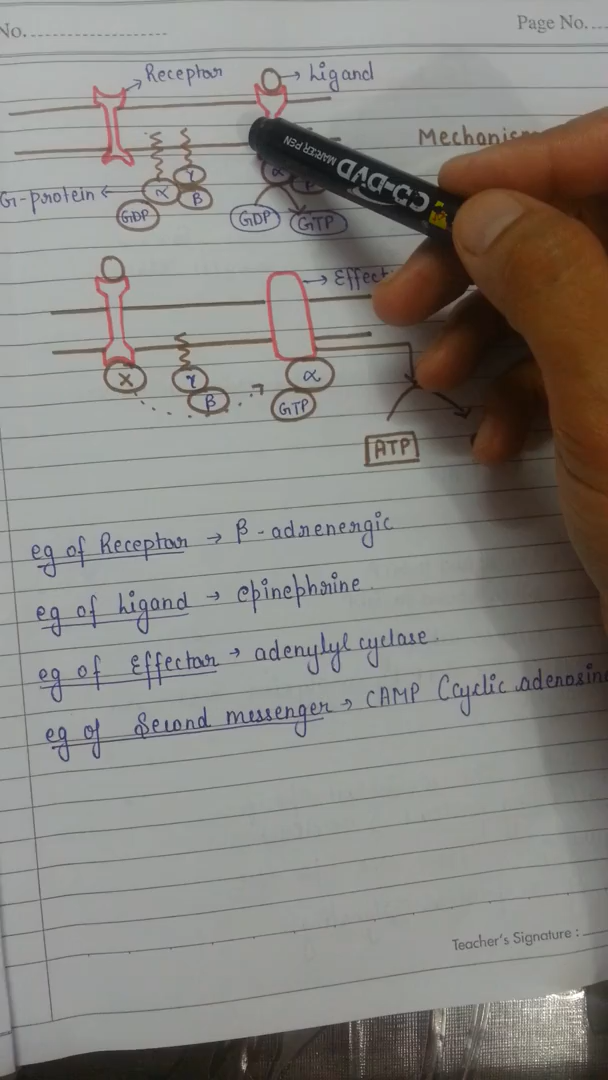 No.
Page No.
Receptor
Ligand
Mechanism
G-protein
α
γ
β
GDP
α
GDP
GTP
CD-DVD MARKER PEN
Effect
X
γ
β
α
GTP
ATP
eg of Receptor → β-adrenergic
eg of Ligand → epinephrine
eg of Effector → adenylyl cyclase.
eg of Second messenger → CAMP (cyclic adenosin
Teacher's Signature :